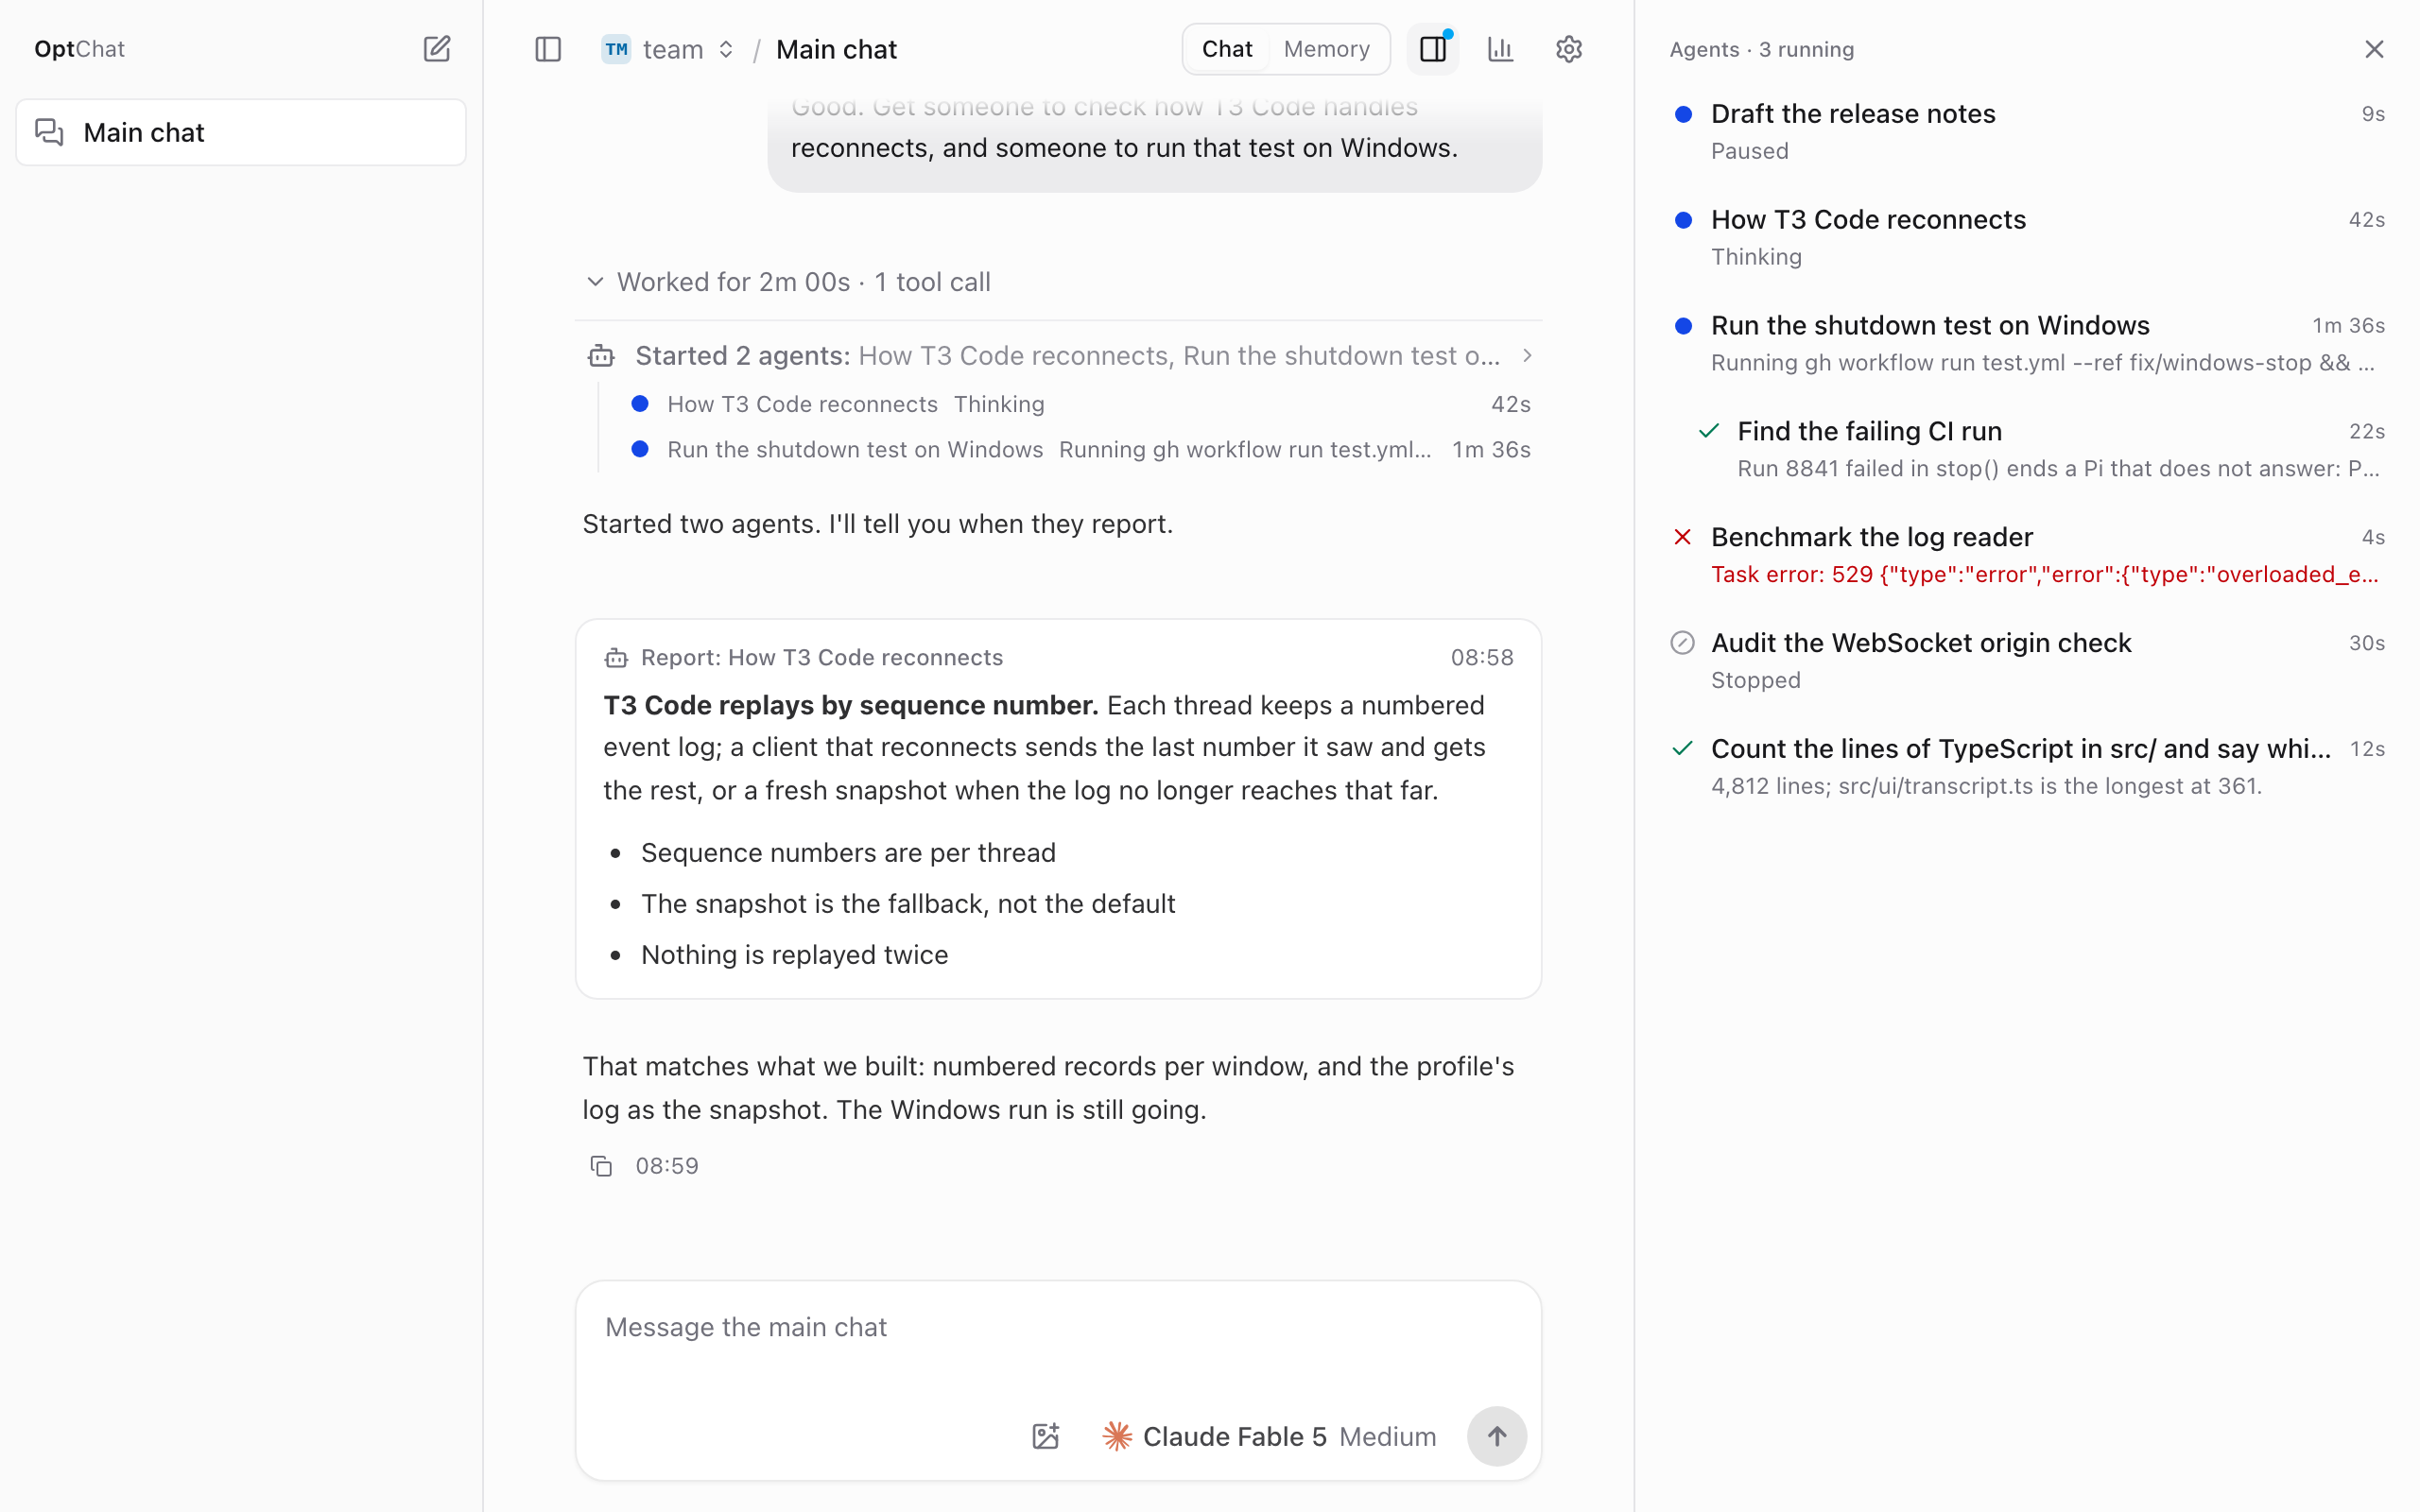 OptChat
Main chat
TM team / Main chat
Chat Memory
Good. Get someone to check how T3 Code handles
reconnects, and someone to run that test on Windows.
Worked for 2m 00s · 1 tool call
Started 2 agents: How T3 Code reconnects, Run the shutdown test o...
How T3 Code reconnects Thinking 42s
Run the shutdown test on Windows Running gh workflow run test.yml... 1m 36s
Started two agents. I'll tell you when they report.
Report: How T3 Code reconnects 08:58
T3 Code replays by sequence number. Each thread keeps a numbered
event log; a client that reconnects sends the last number it saw and gets
the rest, or a fresh snapshot when the log no longer reaches that far.
• Sequence numbers are per thread
• The snapshot is the fallback, not the default
• Nothing is replayed twice
That matches what we built: numbered records per window, and the profile's
log as the snapshot. The Windows run is still going.
08:59
Message the main chat
Claude Fable 5 Medium
Agents · 3 running
Draft the release notes 9s
Paused
How T3 Code reconnects 42s
Thinking
Run the shutdown test on Windows 1m 36s
Running gh workflow run test.yml --ref fix/windows-stop && ...
Find the failing CI run 22s
Run 8841 failed in stop() ends a Pi that does not answer: P...
Benchmark the log reader 4s
Task error: 529 {"type":"error","error":{"type":"overloaded_e...
Audit the WebSocket origin check 30s
Stopped
Count the lines of TypeScript in src/ and say whi... 12s
4,812 lines; src/ui/transcript.ts is the longest at 361.